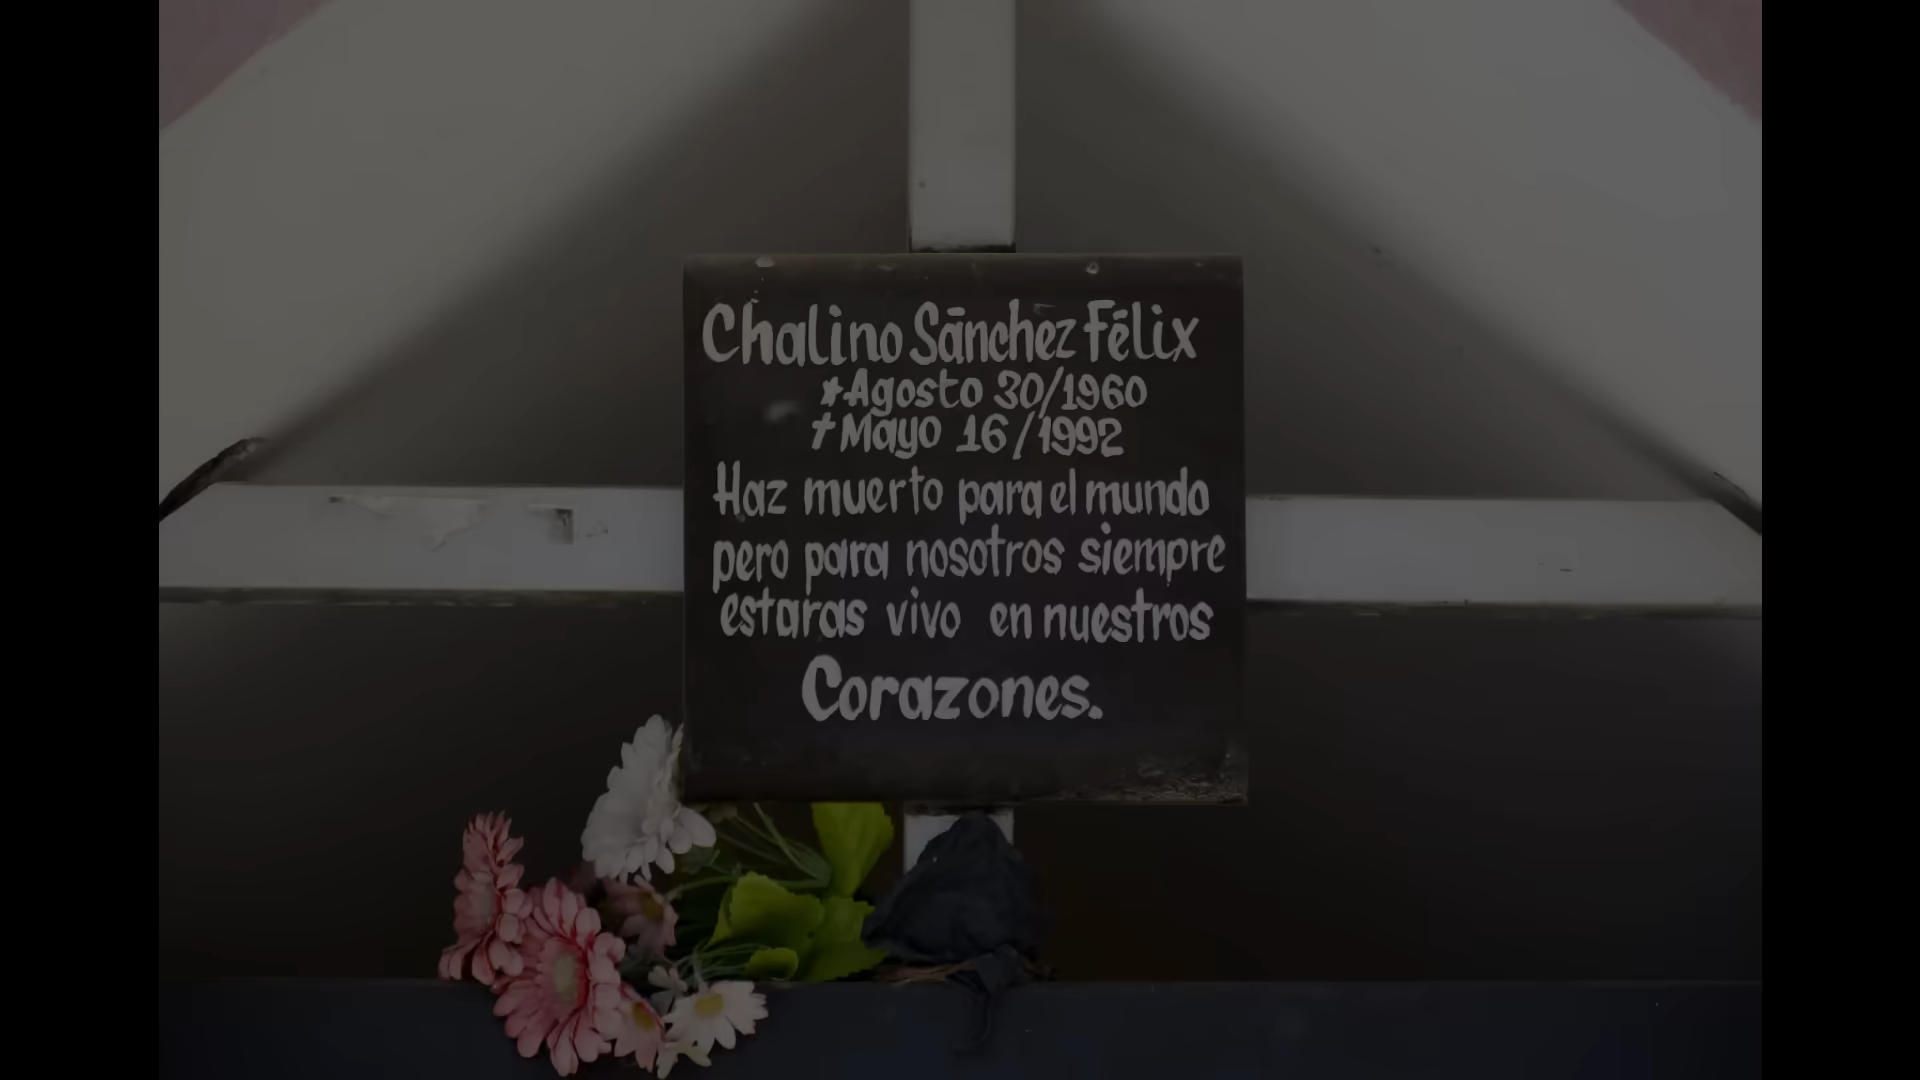 Chalino Sánchez Félix
*Agosto 30/1960
†Mayo 16/1992
Haz muerto para el mundo
pero para nosotros siempre
estaras vivo en nuestros
Corazones.